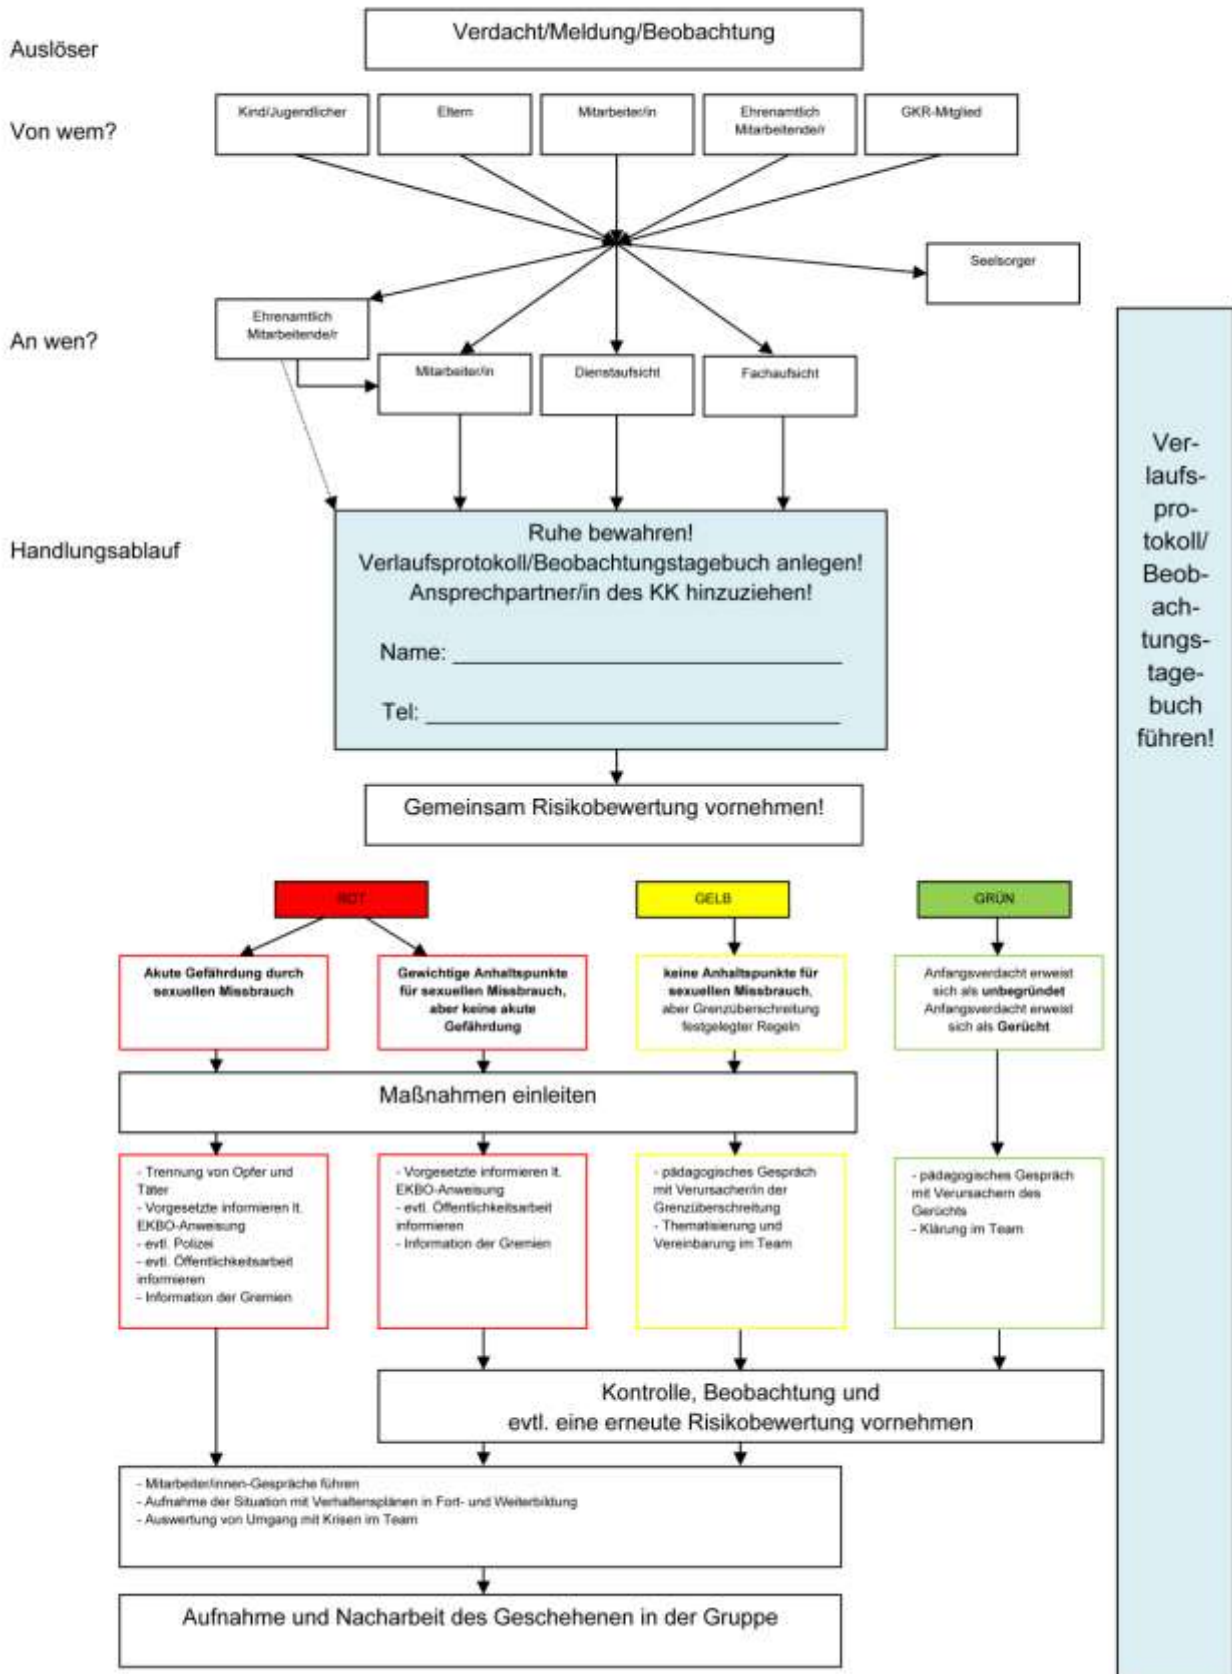 Auslöser
Verdacht/Meldung/Beobachtung
Von wem?
Kind/Jugendlicher
Eltern
Mitarbeiter/in
Ehrenamtlich
Mitarbeitende/r
GKR-Mitglied
Seelsorger
An wen?
Ehrenamtlich
Mitarbeitende/r
Mitarbeiter/in
Dienstaufsicht
Fachaufsicht
Handlungsablauf
Ruhe bewahren!
Verlaufsprotokoll/Beobachtungstagebuch anlegen!
Ansprechpartner/in des KK hinzuziehen!
Name:
Tel:
Ver-
laufs-
pro-
tokoll/
Beob-
ach-
tungs-
tage-
buch
führen!
Gemeinsam Risikobewertung vornehmen!
ROT
GELB
GRÜN
Akute Gefährdung durch
sexuellen Missbrauch
Gewichtige Anhaltspunkte
für sexuellen Missbrauch,
aber keine akute
Gefährdung
keine Anhaltspunkte für
sexuellen Missbrauch,
aber Grenzüberschreitung
festgelegter Regeln
Anfangsverdacht erweist
sich als unbegründet
Anfangsverdacht erweist
sich als Gerücht
Maßnahmen einleiten
- Trennung von Opfer und
Täter
- Vorgesetzte informieren lt.
EKBO-Anweisung
- evtl. Polizei
- evtl. Öffentlichkeitsarbeit
informieren
- Information der Gremien
- Vorgesetzte informieren lt.
EKBO-Anweisung
- evtl. Öffentlichkeitsarbeit
informieren
- Information der Gremien
- pädagogisches Gespräch
mit Verursacher/in der
Grenzüberschreitung
- Thematisierung und
Vereinbarung im Team
- pädagogisches Gespräch
mit Verursachern des
Gerüchts
- Klärung im Team
Kontrolle, Beobachtung und
evtl. eine erneute Risikobewertung vornehmen
- Mitarbeiter/innen-Gespräche führen
- Aufnahme der Situation mit Verhaltensplänen in Fort- und Weiterbildung
- Auswertung von Umgang mit Krisen im Team
Aufnahme und Nacharbeit des Geschehenen in der Gruppe